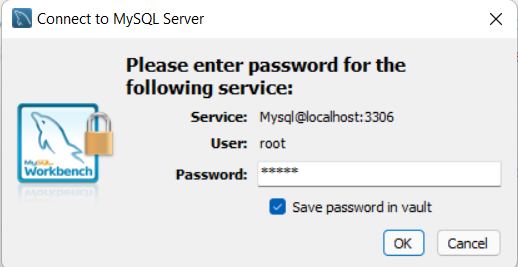 Connect to MySQL Server
Please enter password for the
following service:
Service: Mysql@localhost:3306
User: root
Password: *****
Save password in vault
MySQL
Workbench
OK Cancel